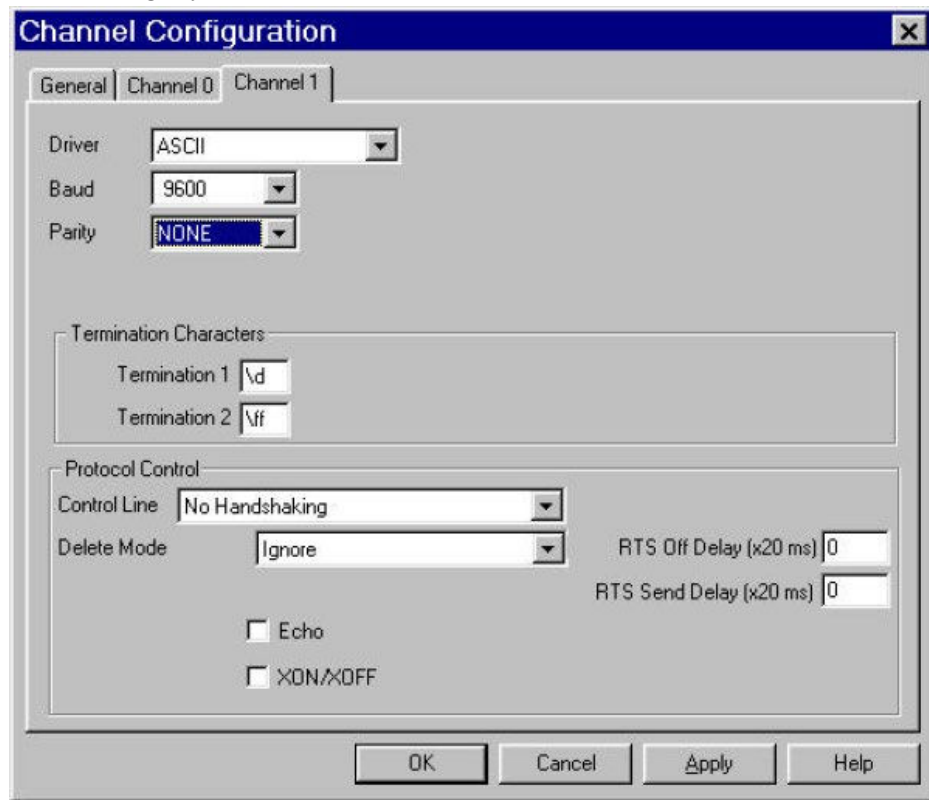 Channel Configuration
General Channel 0 Channel 1
Driver ASCII
Baud 9600
Parity NONE
Termination Characters
Termination 1 \d
Termination 2 \ff
Protocol Control
Control Line No Handshaking
Delete Mode Ignore RTS Off Delay (x20 ms) 0
RTS Send Delay (x20 ms) 0
Echo
XON/XOFF
OK Cancel Apply Help